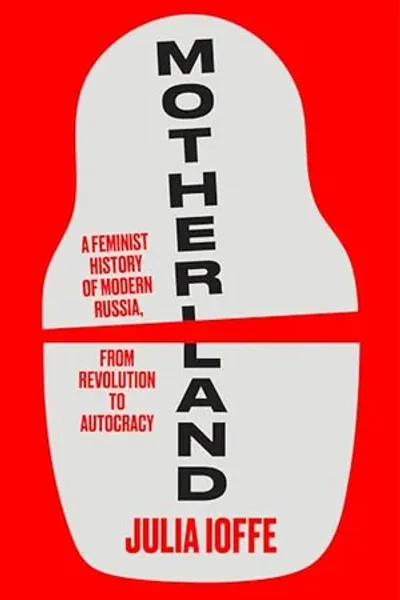 MOTHERLAND
A FEMINIST
HISTORY
OF MODERN
RUSSIA,
FROM
REVOLUTION
TO
AUTOCRACY
JULIA IOFFE